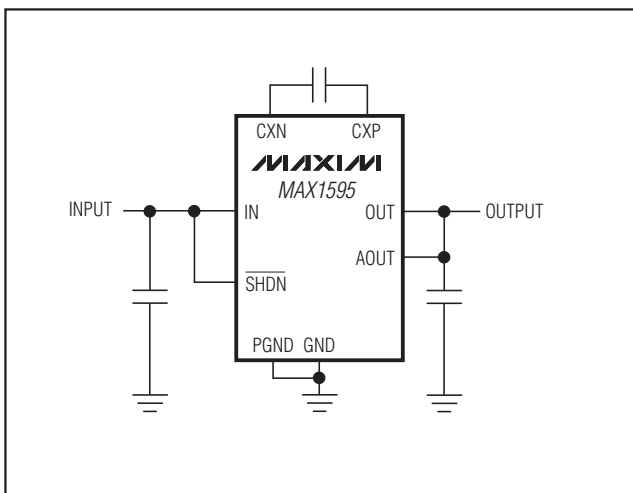 CXN CXP
MAXIM
MAX1595
INPUT IN OUT OUTPUT
AOUT
SHDN
PGND GND